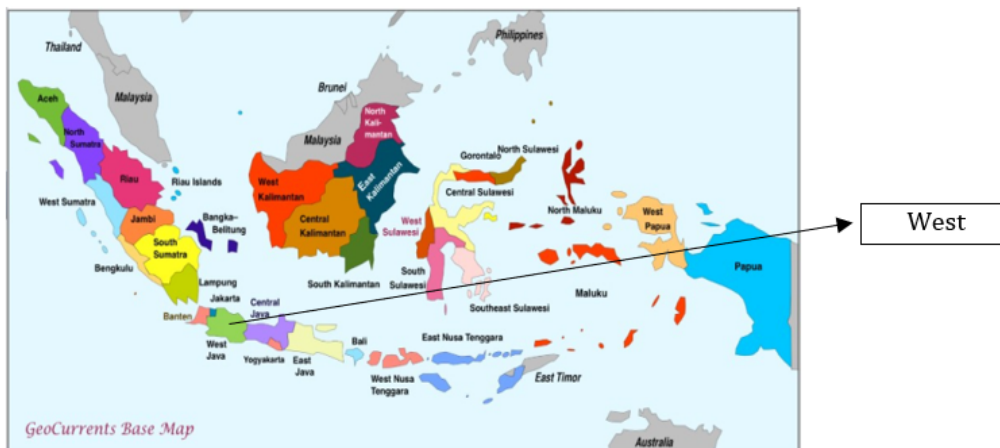 Thailand
Philippines
Malaysia
Brunei
Malaysia
Aceh
North
Sumatra
Riau
Riau Islands
West Sumatra
Jambi
Bangka–
Belitung
South
Sumatra
Bengkulu
Lampung
North
Kali-
mantan
West
Kalimantan
East
Kalimantan
Central
Kalimantan
South Kalimantan
Gorontalo
North Sulawesi
Central Sulawesi
West
Sulawesi
South
Sulawesi
Southeast Sulawesi
North Maluku
Maluku
West
Papua
Papua
West
Jakarta
Banten
West
Java
Central
Java
Yogyakarta
East
Java
Bali
West Nusa
Tenggara
East Nusa Tenggara
East Timor
Australia
GeoCurrents Base Map